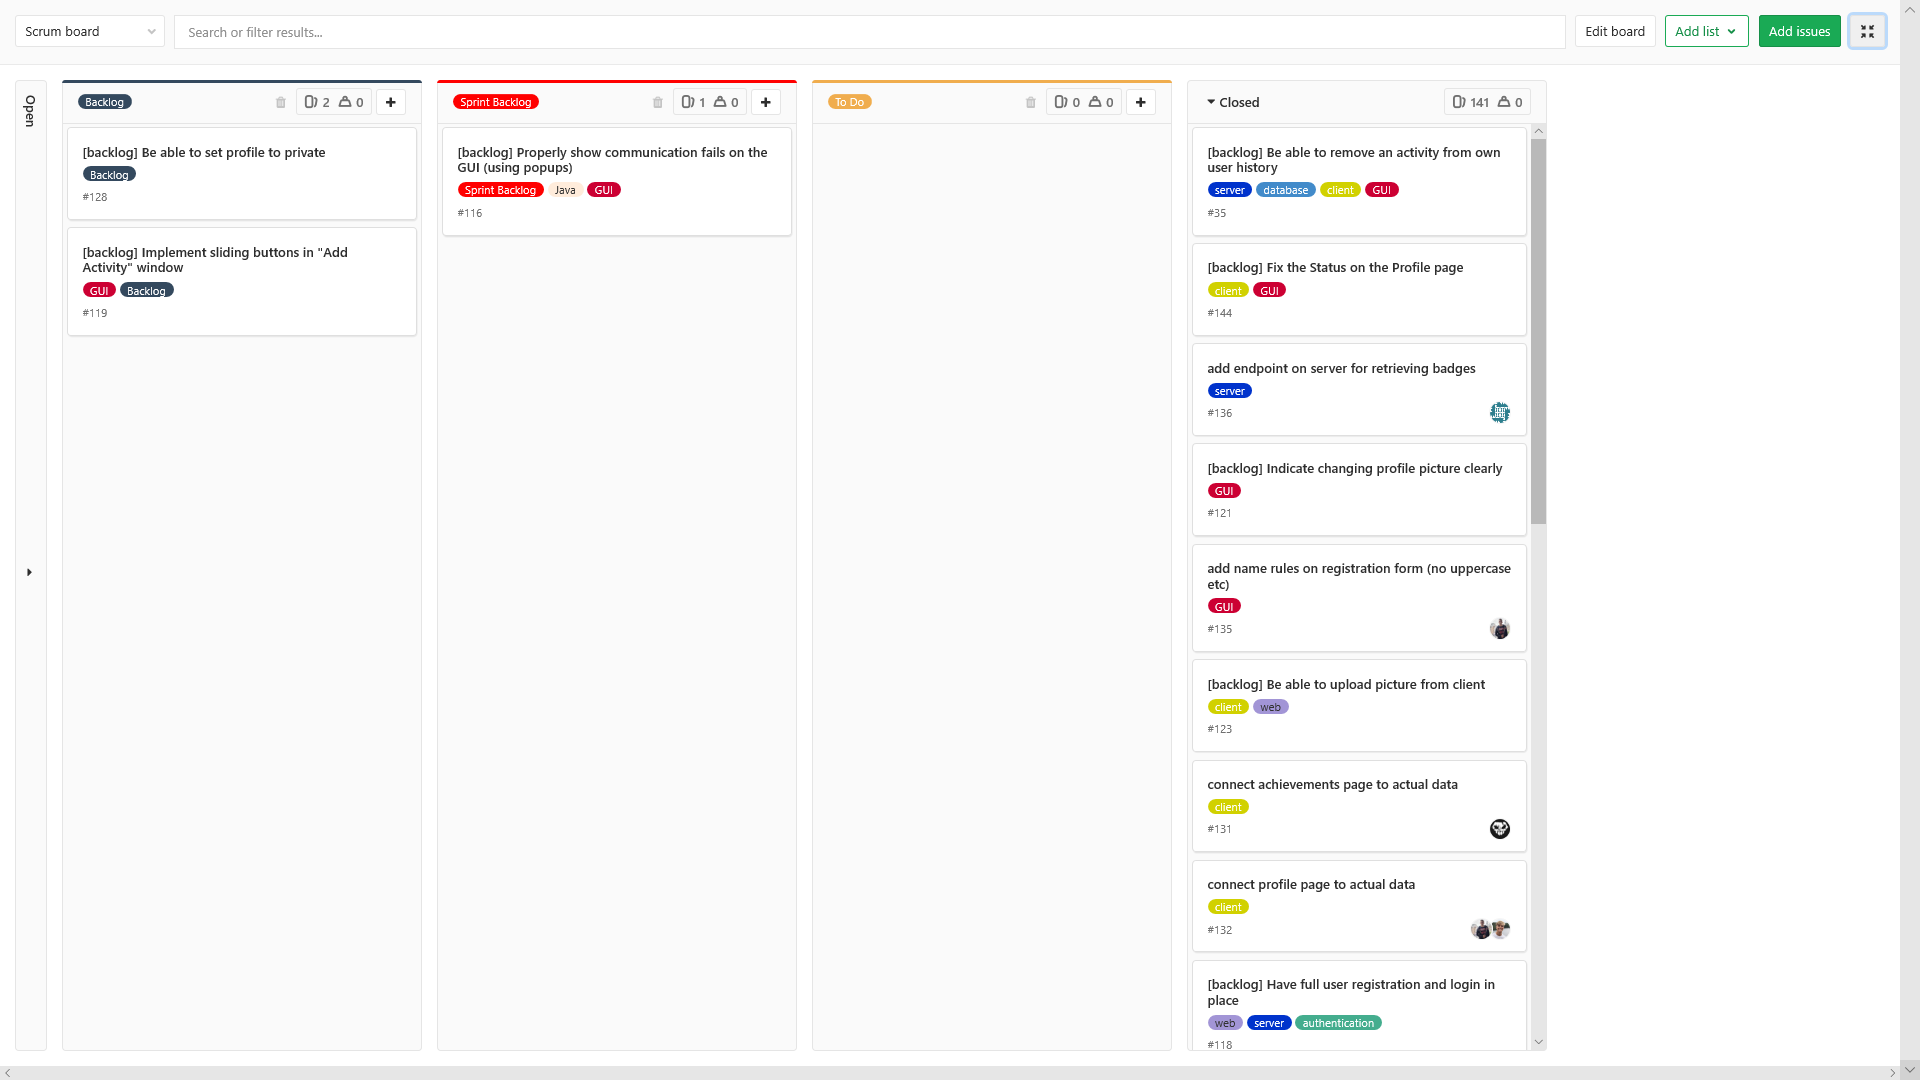 Scrum board
Search or filter results...
Edit board
Add list
Add issues
Open
Backlog
2 0
[backlog] Be able to set profile to private
Backlog
#128
[backlog] Implement sliding buttons in "Add
Activity" window
GUI Backlog
#119
Sprint Backlog
1 0
[backlog] Properly show communication fails on the
GUI (using popups)
Sprint Backlog Java GUI
#116
To Do
0 0
Closed
141 0
[backlog] Be able to remove an activity from own
user history
server database client GUI
#35
[backlog] Fix the Status on the Profile page
client GUI
#144
add endpoint on server for retrieving badges
server
#136
[backlog] Indicate changing profile picture clearly
GUI
#121
add name rules on registration form (no uppercase
etc)
GUI
#135
[backlog] Be able to upload picture from client
client web
#123
connect achievements page to actual data
client
#131
connect profile page to actual data
client
#132
[backlog] Have full user registration and login in
place
web server authentication
#118